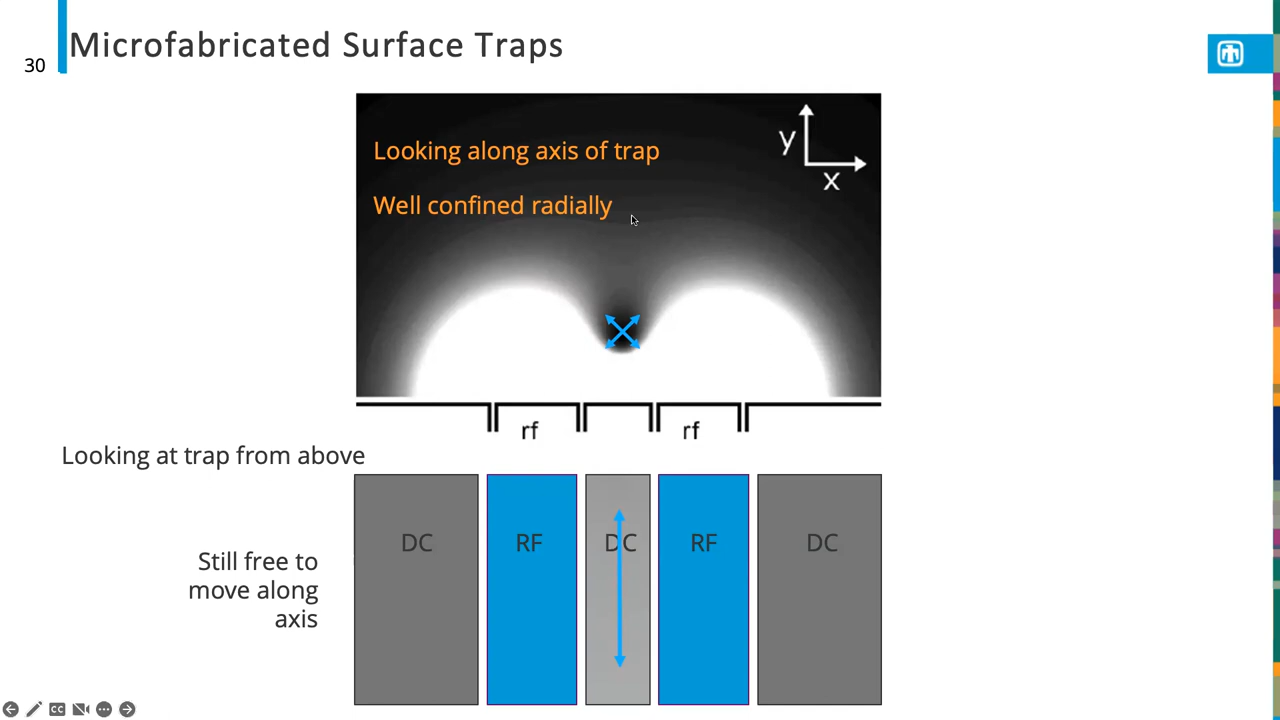 Microfabricated Surface Traps
30
Looking along axis of trap
Well confined radially
y
x
rf
rf
Looking at trap from above
DC
RF
DC
RF
DC
Still free to
move along
axis
CC